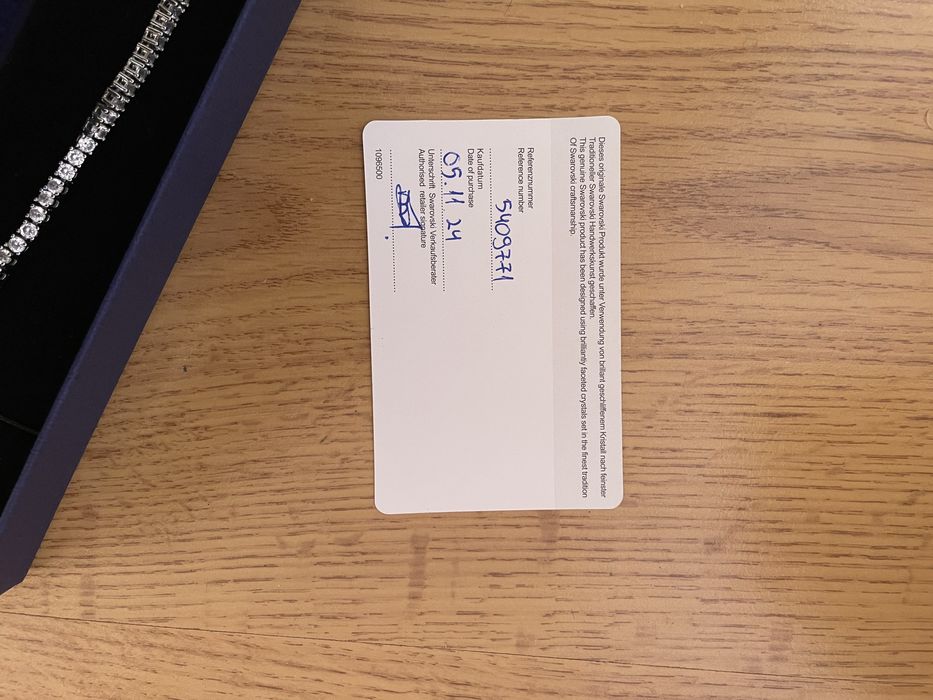 Dieses originale Swarovski Produkt wurde unter Verwendung von brillant geschliffenem Kristall nach feinster
Traditioneller Swarovski Handwerkskunst geschaffen.
This genuine Swarovski product has been designed using brilliantly faceted crystals set in the finest tradition
Of Swarovski craftsmanship
Referenznummer
Reference number
5409771
Kaufdatum
Date of purchase
09.11.24
Unterschrift Swarovski Verkaufsberater
Authorised retailer signature
1096500